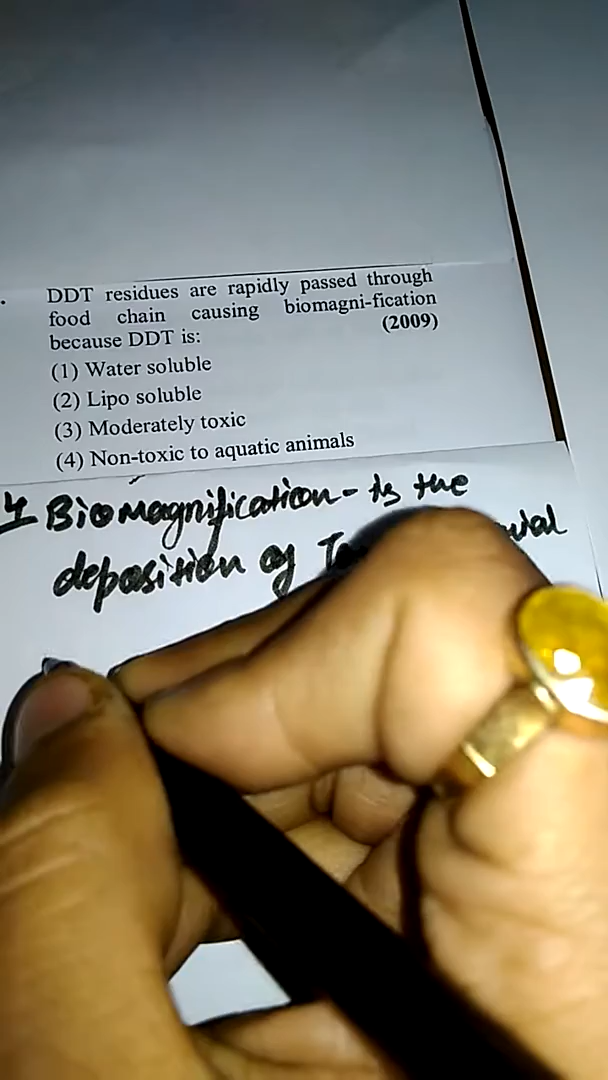 DDT residues are rapidly passed through
food chain causing biomagni-fication
because DDT is: (2009)
(1) Water soluble
(2) Lipo soluble
(3) Moderately toxic
(4) Non-toxic to aquatic animals
Biomagnification - Is the
deposition of